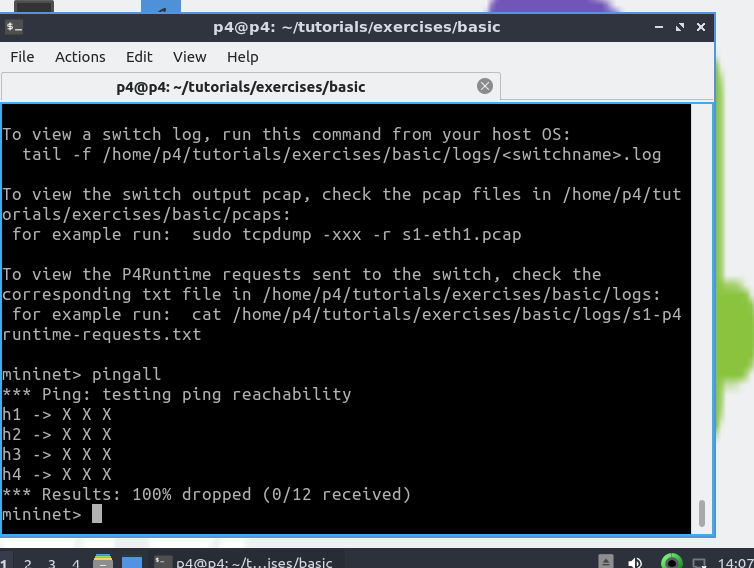 p4@p4: ~/tutorials/exercises/basic
File Actions Edit View Help
p4@p4: ~/tutorials/exercises/basic
To view a switch log, run this command from your host OS:
  tail -f /home/p4/tutorials/exercises/basic/logs/<switchname>.log
To view the switch output pcap, check the pcap files in /home/p4/tut
orials/exercises/basic/pcaps:
 for example run:  sudo tcpdump -xxx -r s1-eth1.pcap
To view the P4Runtime requests sent to the switch, check the
corresponding txt file in /home/p4/tutorials/exercises/basic/logs:
 for example run:  cat /home/p4/tutorials/exercises/basic/logs/s1-p4
runtime-requests.txt
mininet> pingall
*** Ping: testing ping reachability
h1 -> X X X
h2 -> X X X
h3 -> X X X
h4 -> X X X
*** Results: 100% dropped (0/12 received)
mininet>
1 2 3 4 p4@p4: ~/t...ises/basic 14:07